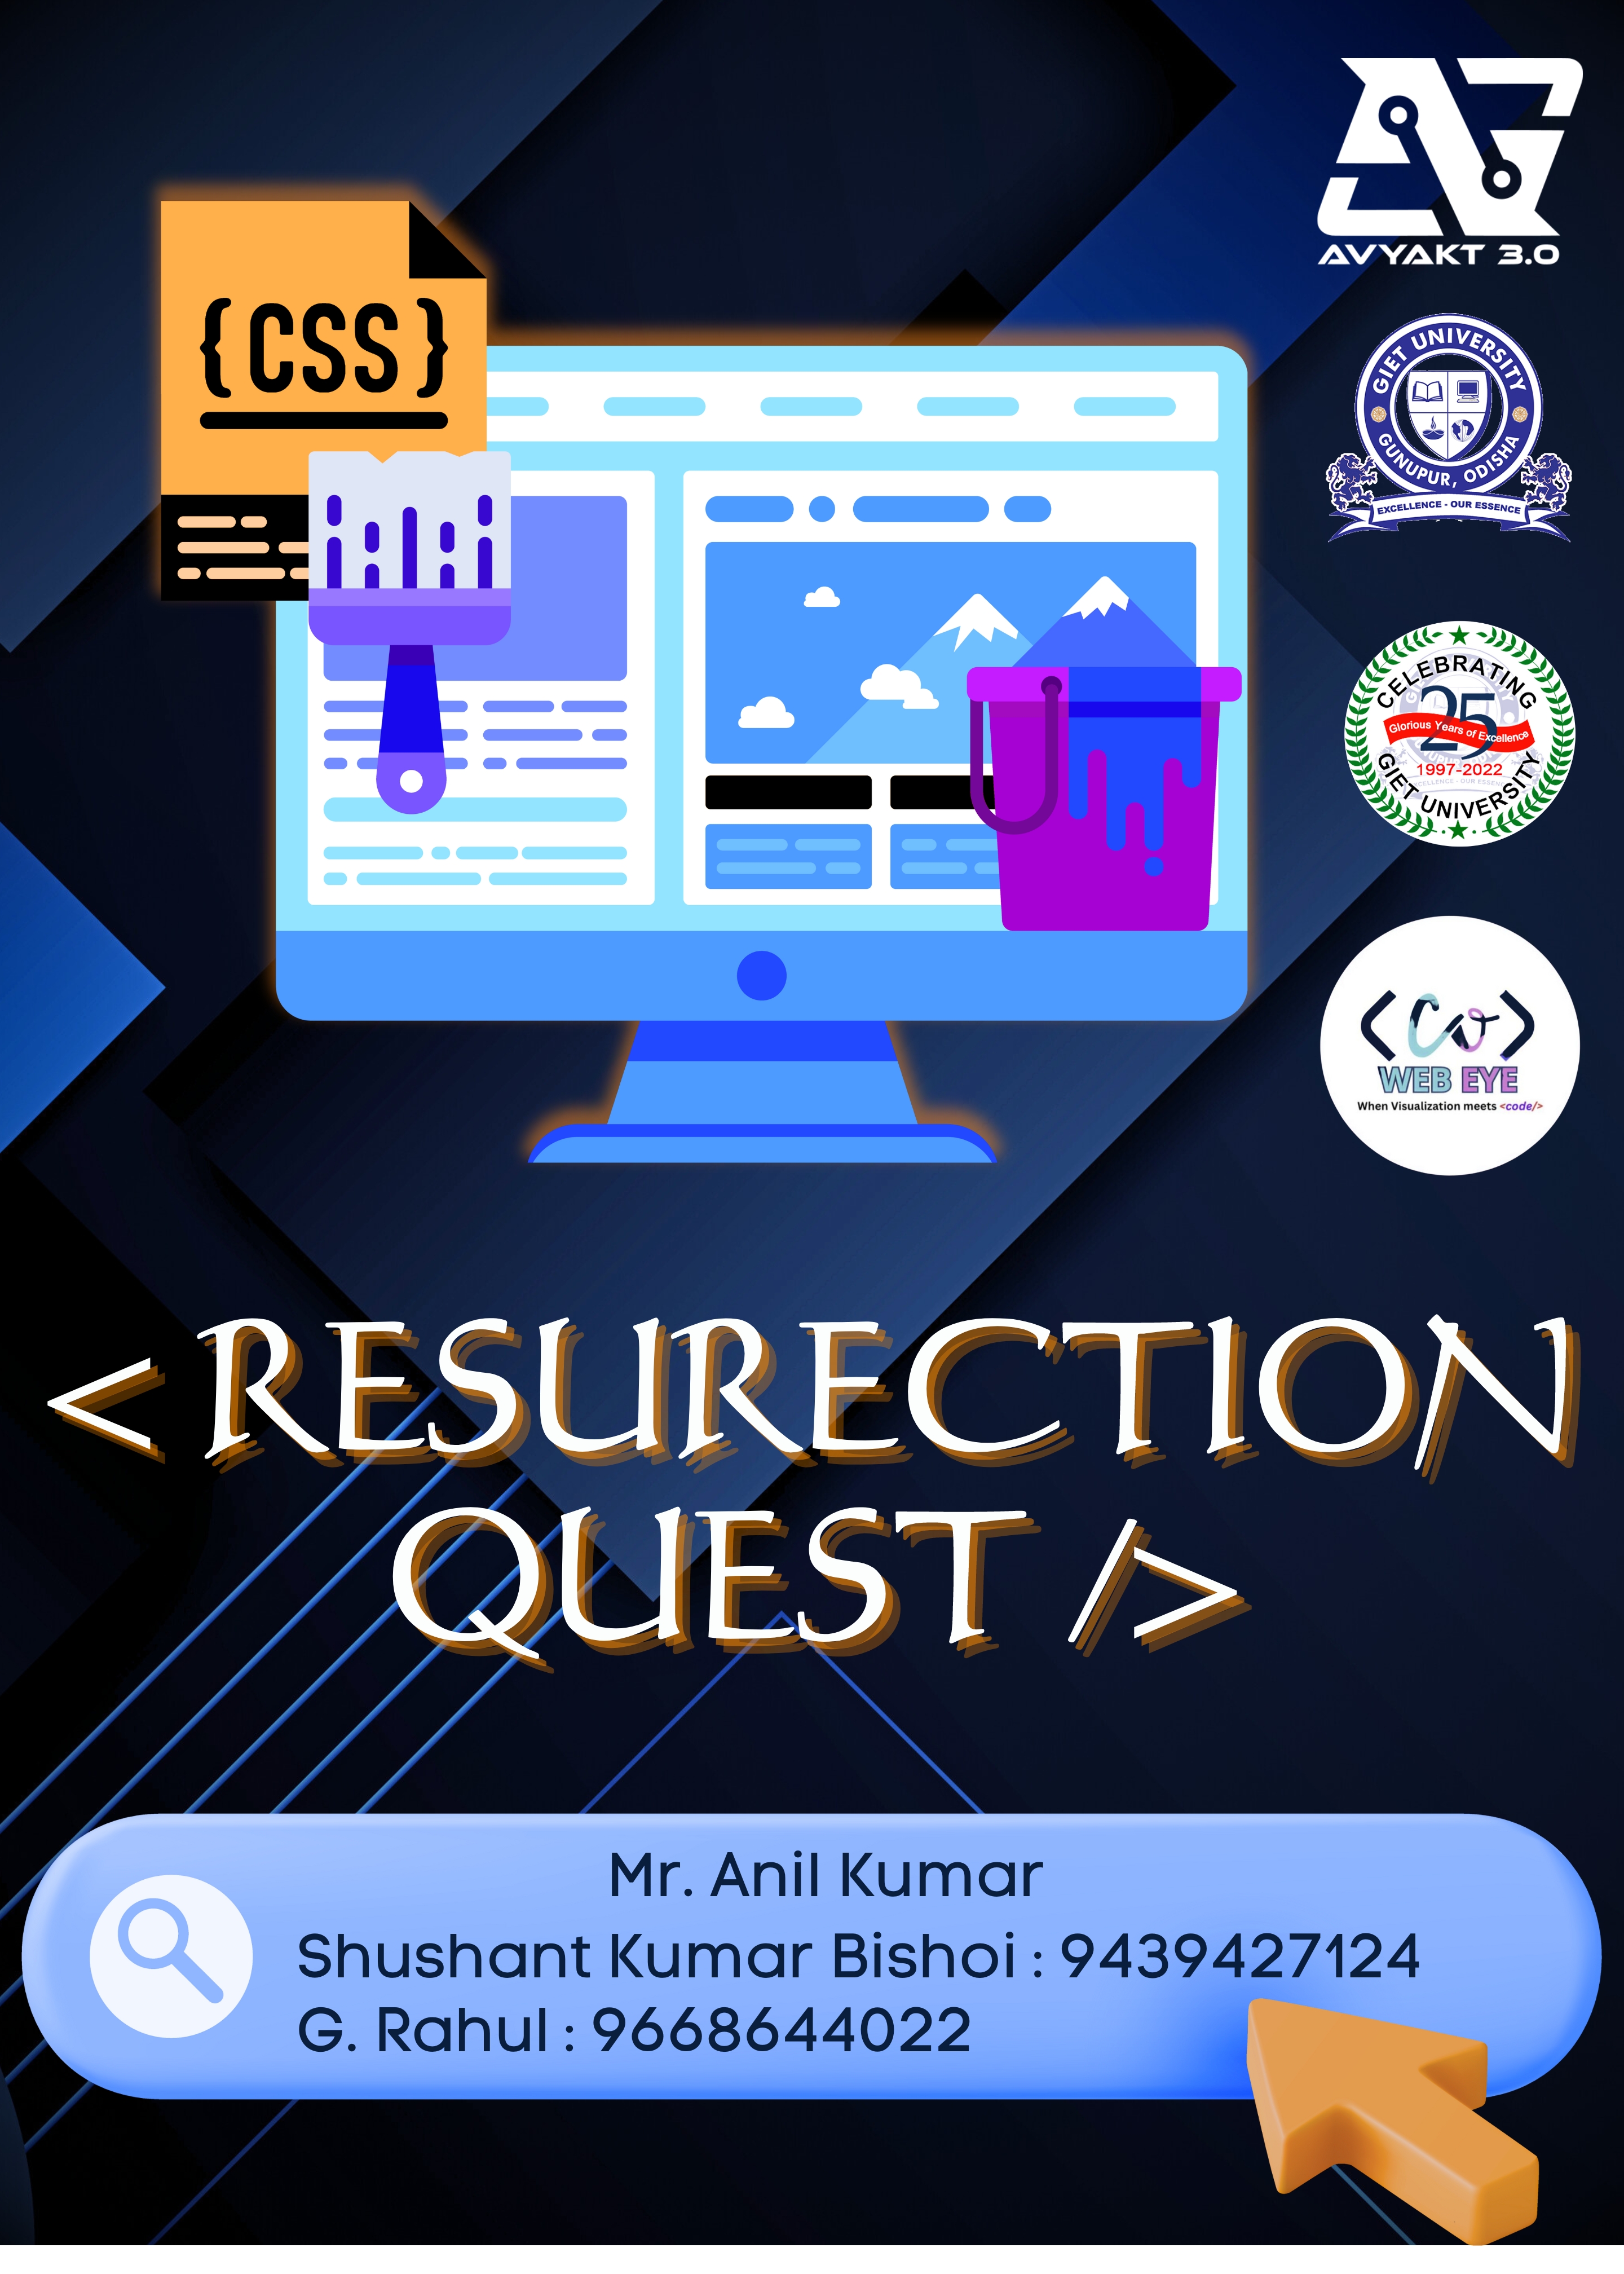 AVYAKT 3.0
{CSS}
GIET UNIVERSITY
GUNUPUR, ODISHA
EXCELLENCE - OUR ESSENCE
CELEBRATING
25
Glorious Years of Excellence
1997-2022
GIET UNIVERSITY
WEB EYE
When Visualization meets <code/>
< RESURECTION
QUEST />
Mr. Anil Kumar
Shushant Kumar Bishoi : 9439427124
G. Rahul : 9668644022